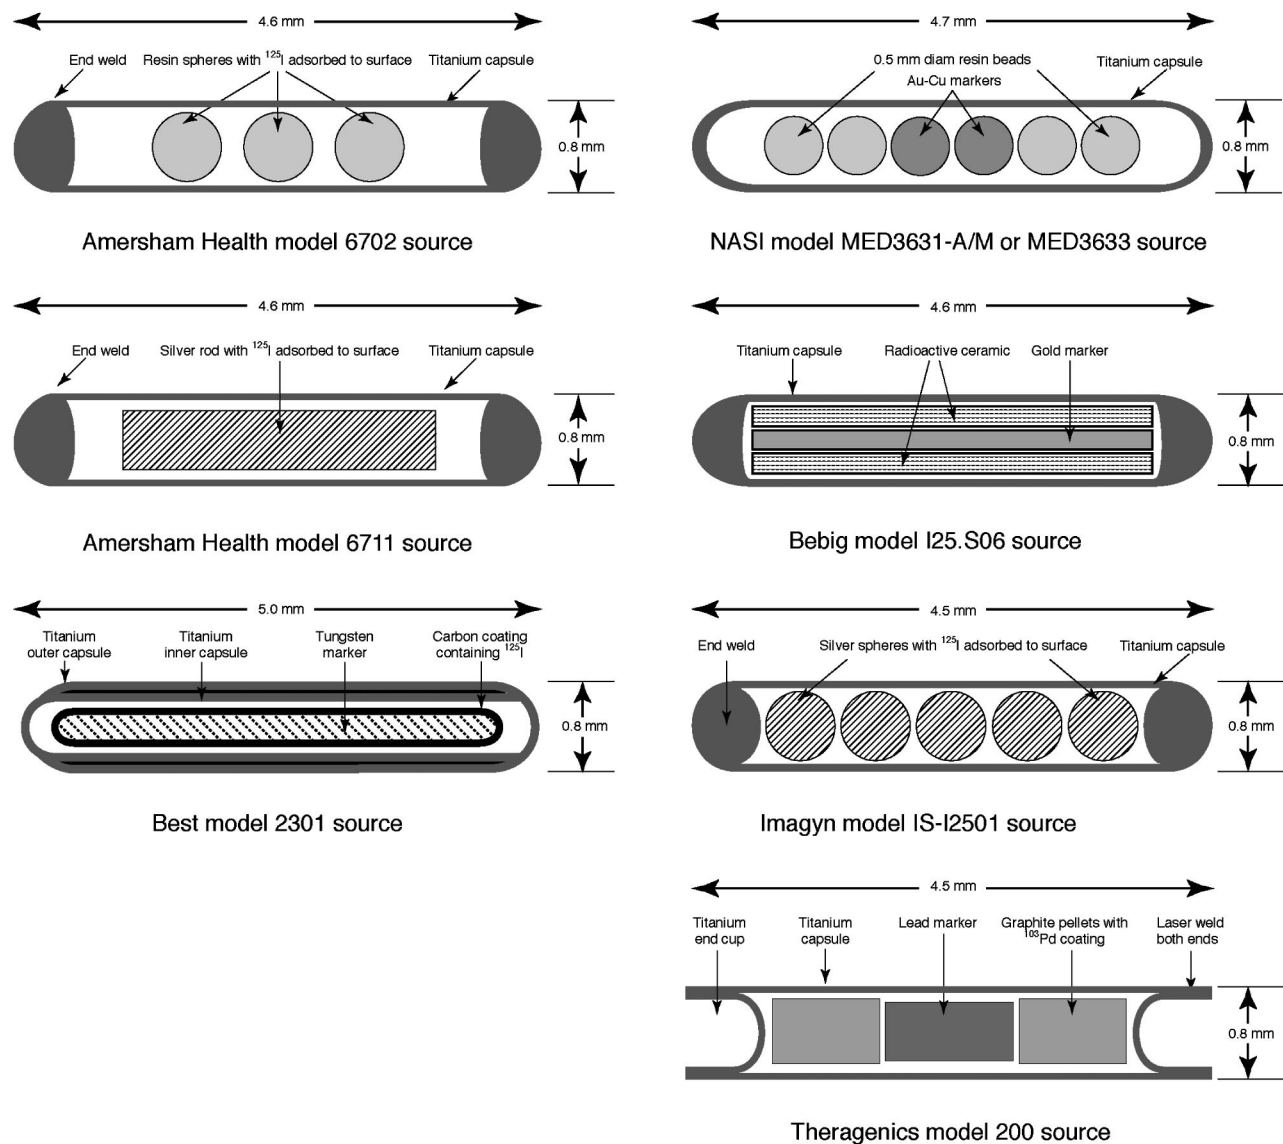 4.6 mm
End weld
Resin spheres with ¹²⁵I adsorbed to surface
Titanium capsule
0.8 mm
Amersham Health model 6702 source
4.7 mm
0.5 mm diam resin beads
Au-Cu markers
Titanium capsule
0.8 mm
NASI model MED3631-A/M or MED3633 source
4.6 mm
End weld
Silver rod with ¹²⁵I adsorbed to surface
Titanium capsule
0.8 mm
Amersham Health model 6711 source
4.6 mm
Titanium capsule
Radioactive ceramic
Gold marker
0.8 mm
Bebig model I25.S06 source
5.0 mm
Titanium
outer capsule
Titanium
inner capsule
Tungsten
marker
Carbon coating
containing ¹²⁵I
0.8 mm
Best model 2301 source
4.5 mm
End weld
Silver spheres with ¹²⁵I adsorbed to surface
Titanium capsule
0.8 mm
Imagyn model IS-I2501 source
4.5 mm
Titanium
end cup
Titanium
capsule
Lead marker
Graphite pellets with
¹⁰³Pd coating
Laser weld
both ends
0.8 mm
Theragenics model 200 source